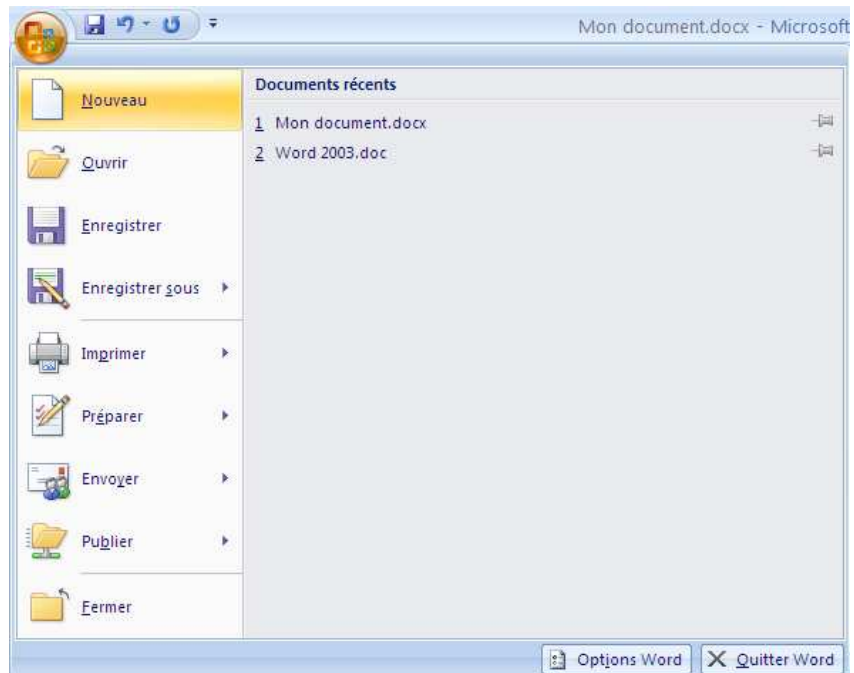 Mon document.docx - Microsoft
Nouveau
Ouvrir
Enregistrer
Enregistrer sous
Imprimer
Préparer
Envoyer
Publier
Fermer
Documents récents
1 Mon document.docx
2 Word 2003.doc
Options Word
Quitter Word